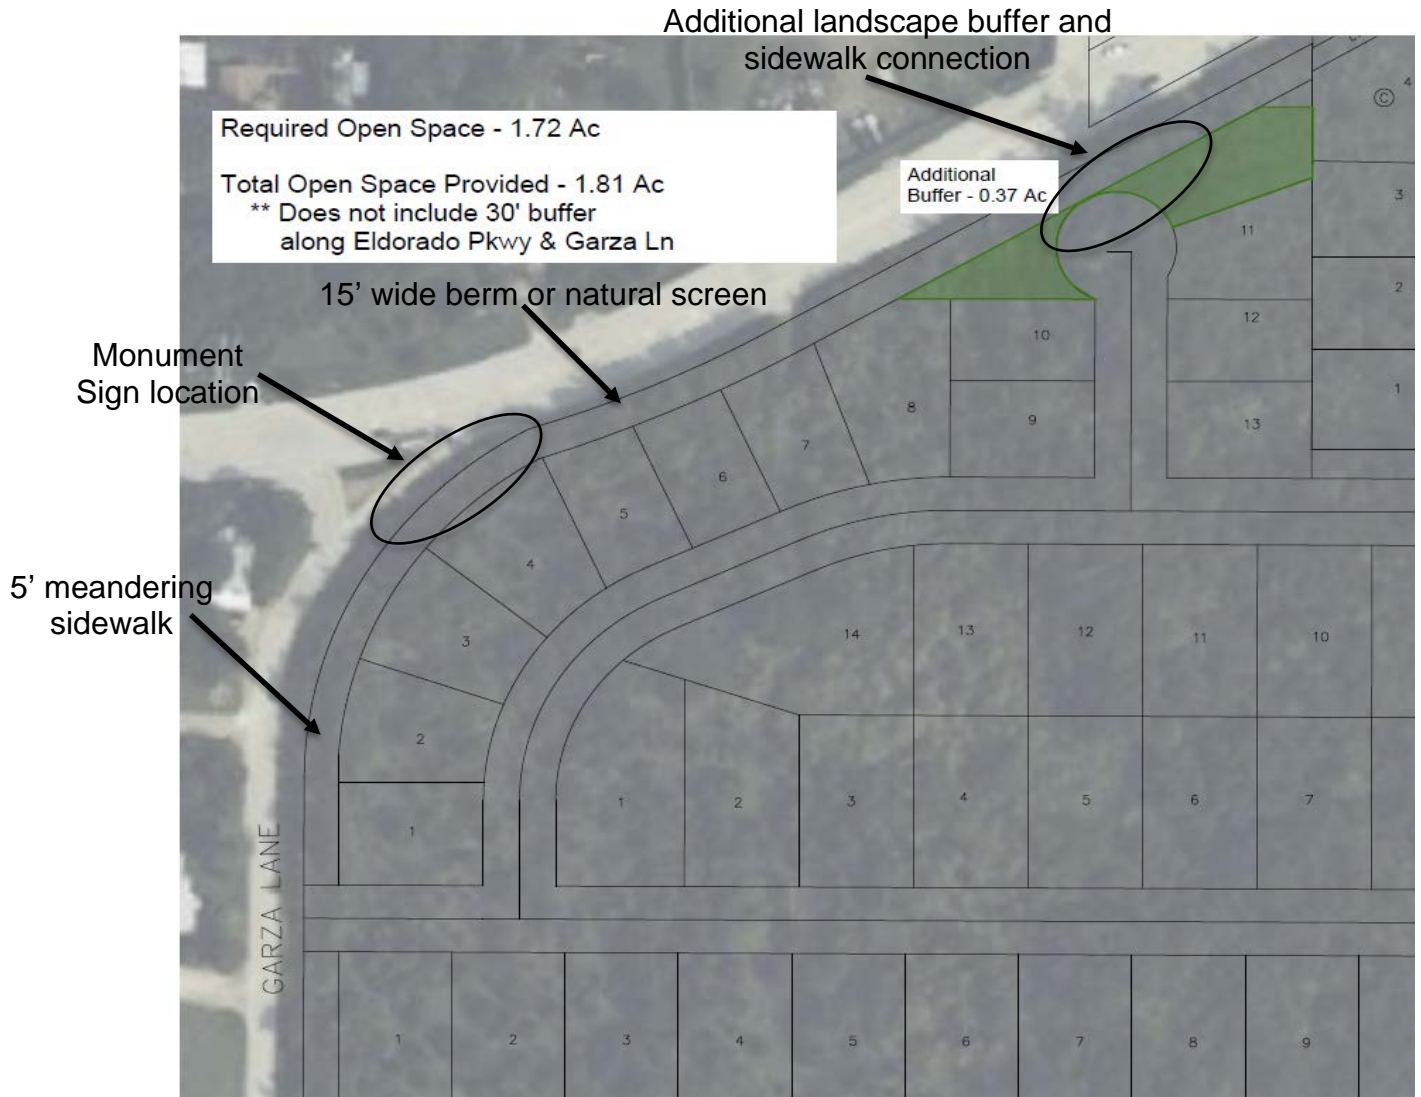 Additional landscape buffer and
sidewalk connection
Required Open Space - 1.72 Ac
Total Open Space Provided - 1.81 Ac
** Does not include 30' buffer
along Eldorado Pkwy & Garza Ln
Additional
Buffer - 0.37 Ac
15' wide berm or natural screen
Monument
Sign location
5' meandering
sidewalk
GARZA LANE
C
4
3
2
1
11
12
13
10
9
8
7
6
5
4
3
2
1
14
13
12
11
10
1
2
3
4
5
6
7
1
2
3
4
5
6
7
8
9